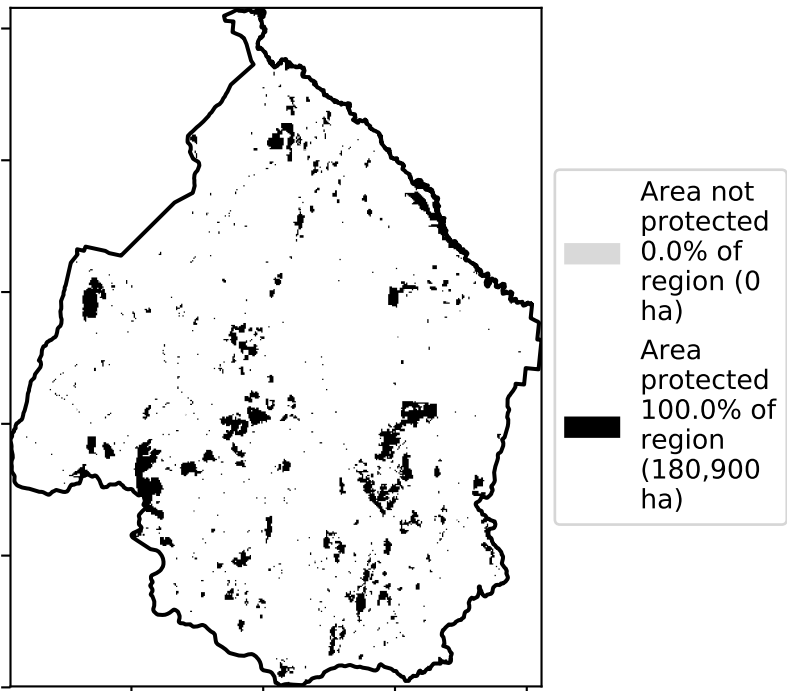 Area not
protected
0.0% of
region (0
ha)
Area
protected
100.0% of
region
(180,900
ha)